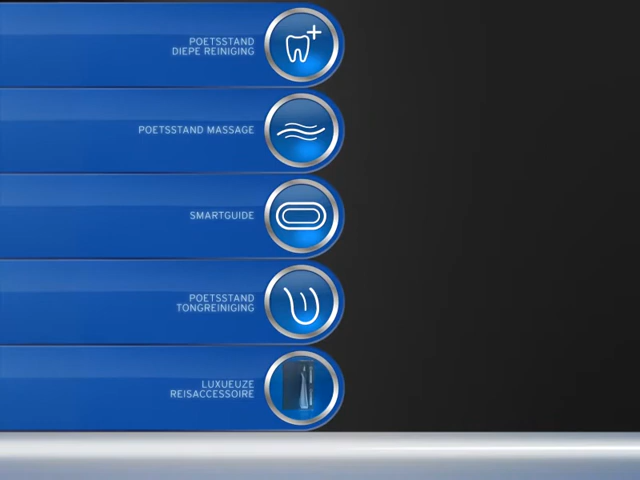 POETSSTAND
DIEPE REINIGING
POETSSTAND MASSAGE
SMARTGUIDE
POETSSTAND
TONGREINIGING
LUXUEUZE
REISACCESSOIRE